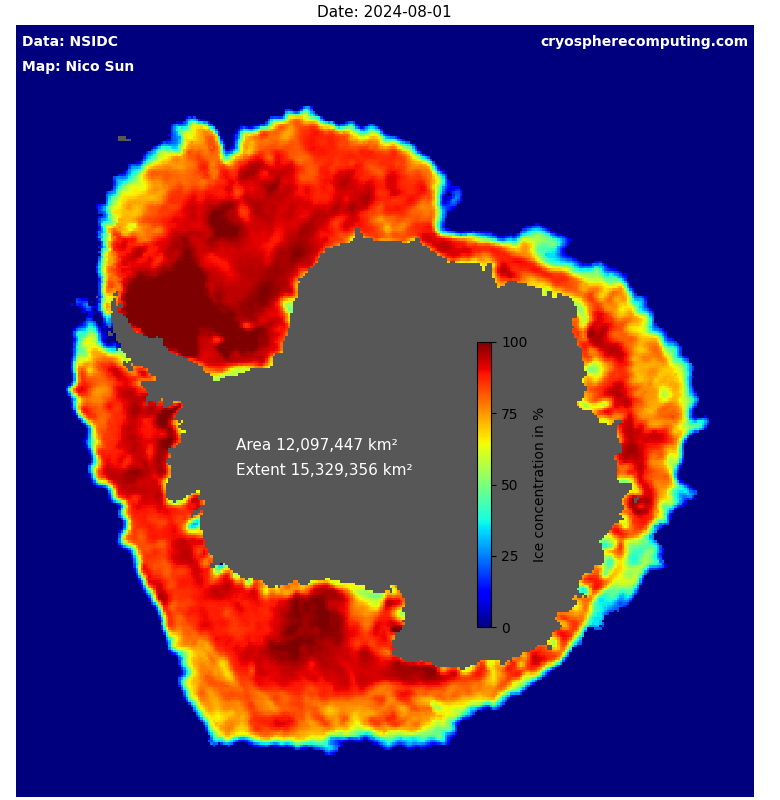 Date: 2024-08-01
Data: NSIDC
cryospherecomputing.com
Map: Nico Sun
100
75
50
25
0
Ice concentration in %
Area 12,097,447 km²
Extent 15,329,356 km²